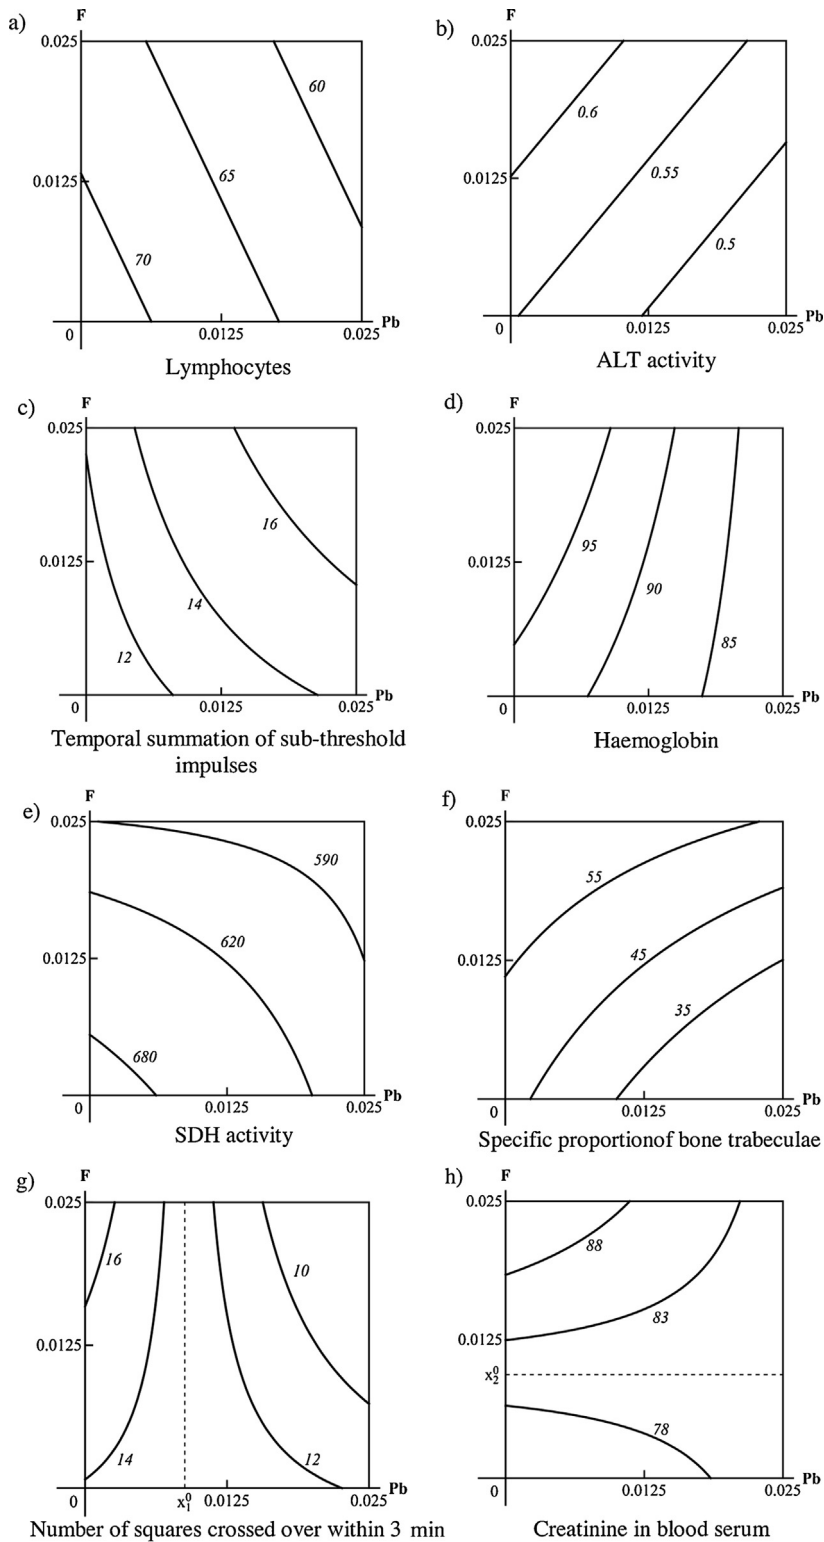 a)
F
0.025
60
65
0.0125
70
Pb
0
0.0125
0.025
Lymphocytes
b)
F
0.025
0.6
0.55
0.0125
0.5
Pb
0
0.0125
0.025
ALT activity
c)
F
0.025
16
0.0125
14
12
Pb
0
0.0125
0.025
Temporal summation of sub-threshold
impulses
d)
F
0.025
95
0.0125
90
85
Pb
0
0.0125
0.025
Haemoglobin
e)
F
0.025
590
620
0.0125
680
Pb
0
0.0125
0.025
SDH activity
f)
F
0.025
55
45
0.0125
35
Pb
0
0.0125
0.025
Specific proportionof bone trabeculae
g)
F
0.025
16
10
0.0125
14
12
Pb
0
x₁⁰
0.0125
0.025
Number of squares crossed over within 3 min
h)
F
0.025
88
83
0.0125
x₂⁰
78
Pb
0
0.0125
0.025
Creatinine in blood serum